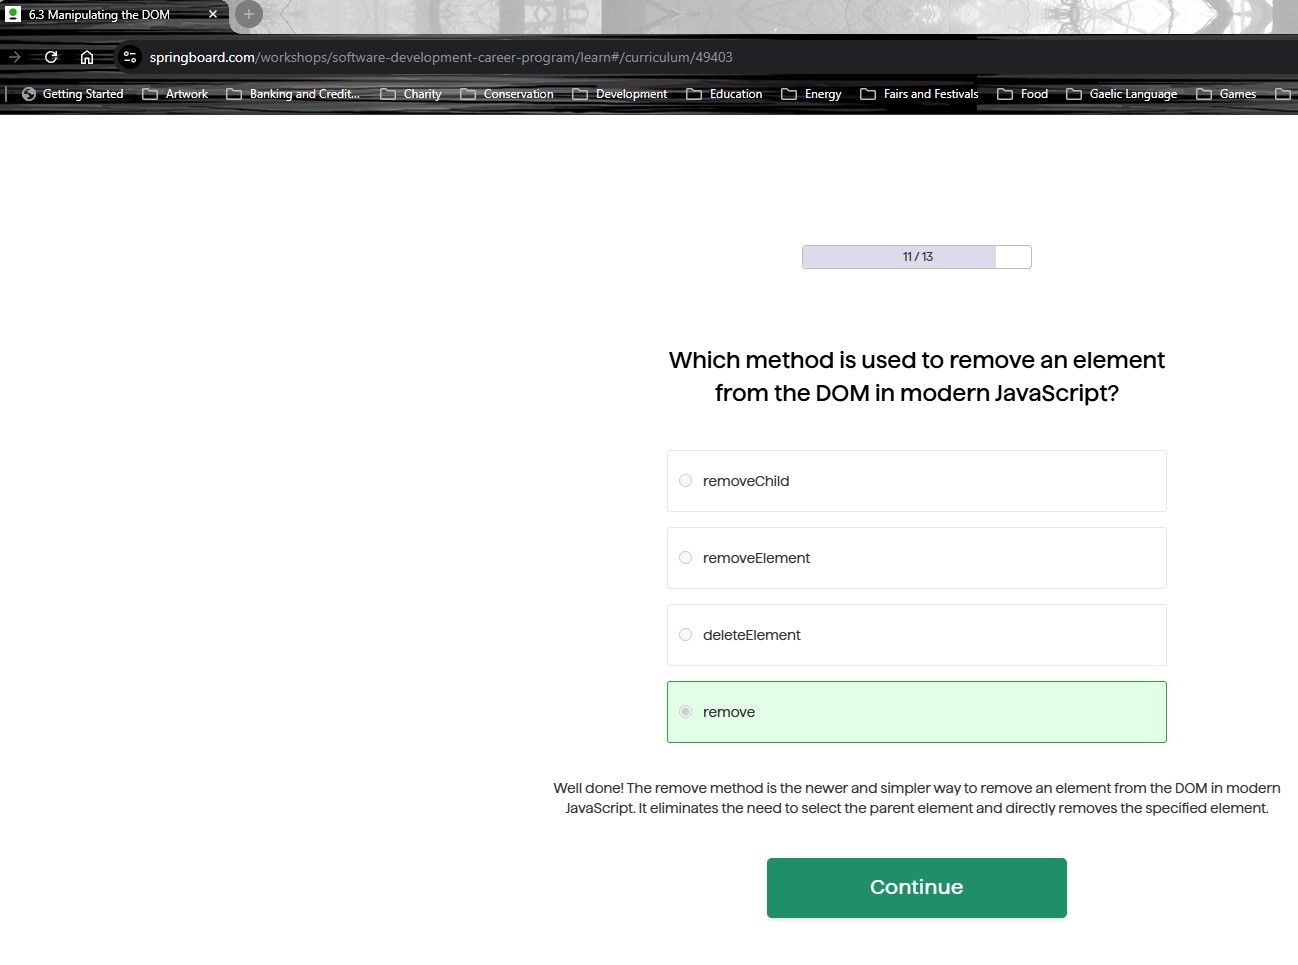 6.3 Manipulating the DOM
springboard.com/workshops/software-development-career-program/learn#/curriculum/49403
Getting Started Artwork Banking and Credit... Charity Conservation Development Education Energy Fairs and Festivals Food Gaelic Language Games
11 / 13
Which method is used to remove an element
from the DOM in modern JavaScript?
removeChild
removeElement
deleteElement
remove
Well done! The remove method is the newer and simpler way to remove an element from the DOM in modern
JavaScript. It eliminates the need to select the parent element and directly removes the specified element.
Continue